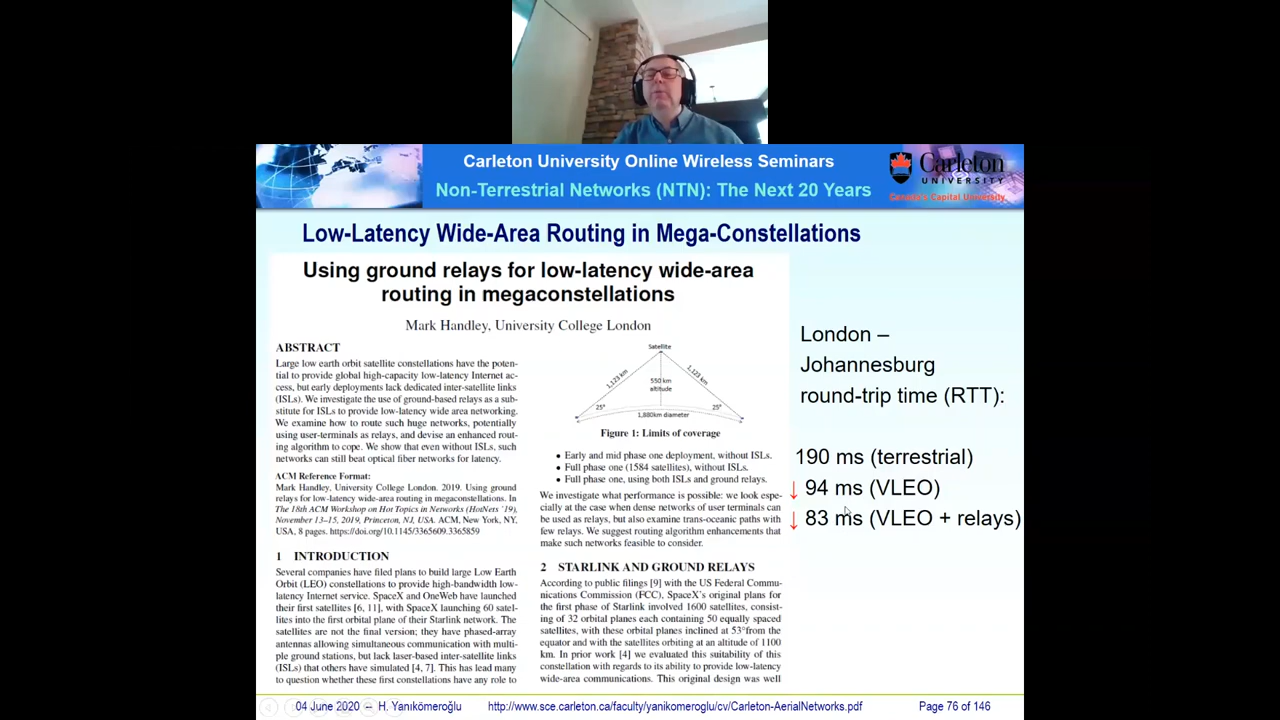 Carleton University Online Wireless Seminars
Non-Terrestrial Networks (NTN): The Next 20 Years
Carleton
UNIVERSITY
Canada's Capital University
Low-Latency Wide-Area Routing in Mega-Constellations
Using ground relays for low-latency wide-area
routing in megaconstellations
Mark Handley, University College London
ABSTRACT
Large low earth orbit satellite constellations have the poten-
tial to provide global high-capacity low-latency Internet ac-
cess, but early deployments lack dedicated inter-satellite links
(ISLs). We investigate the use of ground-based relays as a sub-
stitute for ISLs to provide low-latency wide area networking.
We examine how to route such huge networks, potentially
using user-terminals as relays, and devise an enhanced rout-
ing algorithm to cope. We show that even without ISLs, such
networks can still beat optical fiber networks for latency.
ACM Reference Format:
Mark Handley, University College London. 2019. Using ground
relays for low-latency wide-area routing in megaconstellations. In
The 18th ACM Workshop on Hot Topics in Networks (HotNets '19),
November 13–15, 2019, Princeton, NJ, USA. ACM, New York, NY,
USA, 8 pages. https://doi.org/10.1145/3365609.3365859
1 INTRODUCTION
Several companies have filed plans to build large Low Earth
Orbit (LEO) constellations to provide high-bandwidth low-
latency Internet service. SpaceX and OneWeb have launched
their first satellites [6, 11], with SpaceX launching 60 satel-
lites into the first orbital plane of their Starlink network. The
satellites are not the final version; they have phased-array
antennas allowing simultaneous communication with multi-
ple ground stations, but lack laser-based inter-satellite links
(ISLs) that others have simulated [4, 7]. This has lead many
to question whether these first constellations have any role to
Satellite
1,123 km
1,123 km
550 km
altitude
25°
25°
1,880km diameter
Figure 1: Limits of coverage
• Early and mid phase one deployment, without ISLs.
• Full phase one (1584 satellites), without ISLs.
• Full phase one, using both ISLs and ground relays.
We investigate what performance is possible: we look espe-
cially at the case when dense networks of user terminals can
be used as relays, but also examine trans-oceanic paths with
few relays. We suggest routing algorithm enhancements that
make such networks feasible to consider.
2 STARLINK AND GROUND RELAYS
According to public filings [9] with the US Federal Commu-
nications Commission (FCC), SpaceX's original plans for
the first phase of Starlink involved 1600 satellites, consist-
ing of 32 orbital planes each containing 50 equally spaced
satellites, with these orbital planes inclined at 53°from the
equator and with the satellites orbiting at an altitude of 1100
km. In prior work [4] we evaluated this suitability of this
constellation with regards to its ability to provide low-latency
wide-area communications. This original design was well
London –
Johannesburg
round-trip time (RTT):
190 ms (terrestrial)
↓ 94 ms (VLEO)
↓ 83 ms (VLEO + relays)
04 June 2020 – H. Yanıkömeroğlu
http://www.sce.carleton.ca/faculty/yanikomeroglu/cv/Carleton-AerialNetworks.pdf
Page 76 of 146